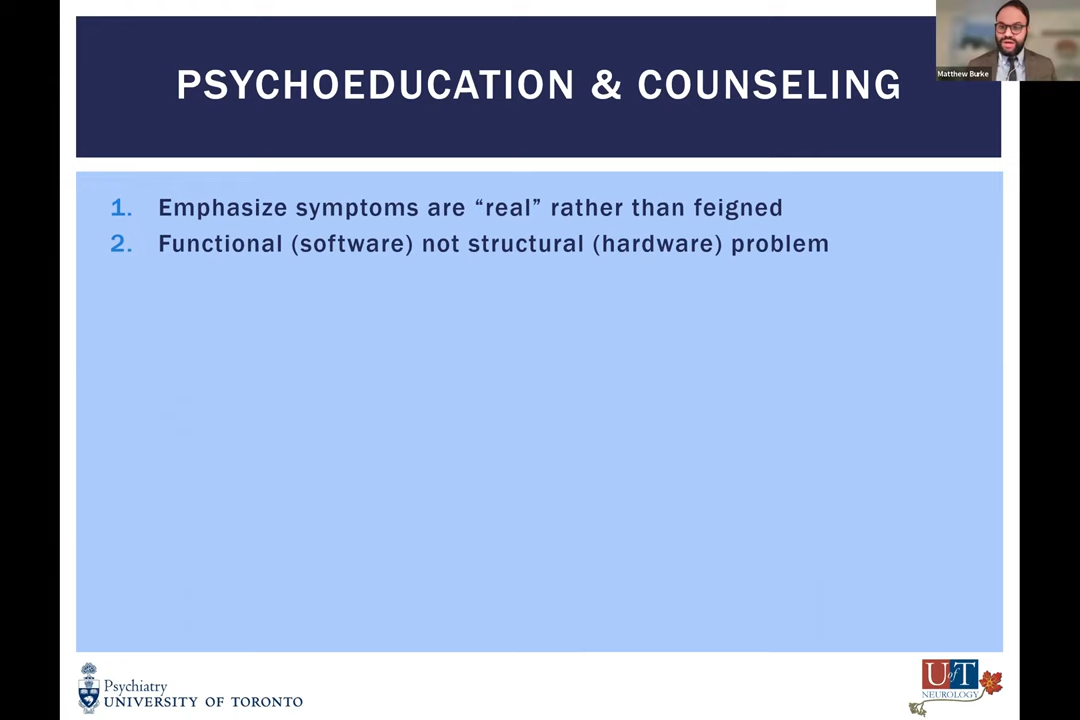 PSYCHOEDUCATION & COUNSELING
Matthew Burke
1. Emphasize symptoms are “real” rather than feigned
2. Functional (software) not structural (hardware) problem
Psychiatry
UNIVERSITY OF TORONTO
UofT
NEUROLOGY